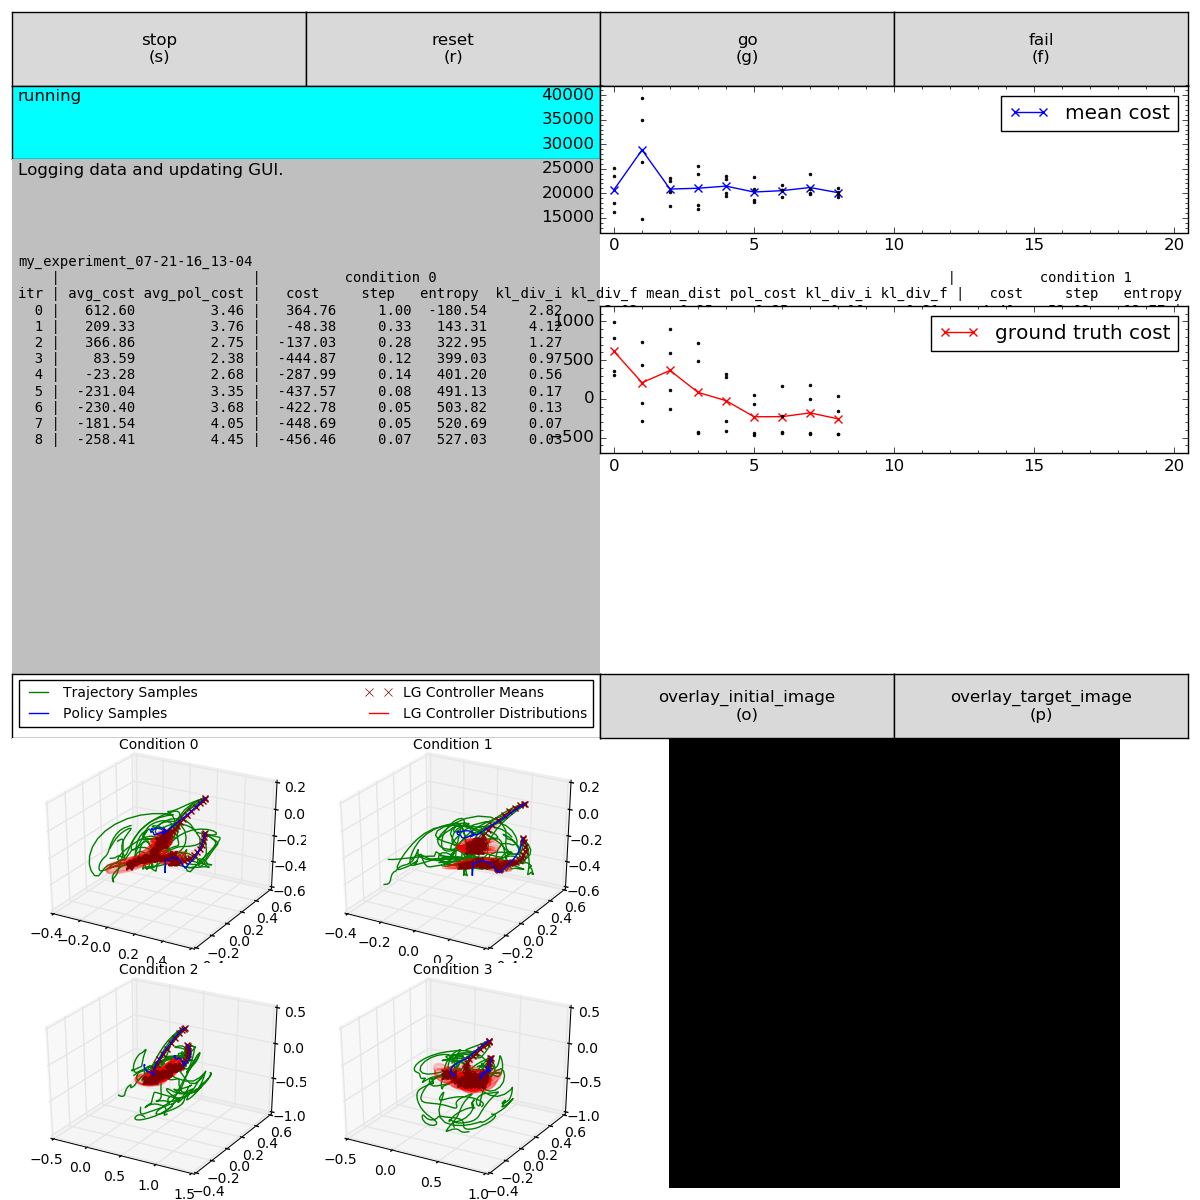 stop
(s)
reset
(r)
go
(g)
fail
(f)
running
Logging data and updating GUI.
40000
35000
30000
25000
20000
15000
mean cost
0 5 10 15 20
my_experiment_07-21-16_13-04
| | condition 0 | condition 1
itr | avg_cost avg_pol_cost | cost step entropy kl_div_i kl_div_f mean_dist pol_cost kl_div_i kl_div_f | cost step entropy
0 | 612.60 3.46 | 364.76 1.00 -180.54 2.82
1 | 209.33 3.76 | -48.38 0.33 143.31 4.12
2 | 366.86 2.75 | -137.03 0.28 322.95 1.27
3 | 83.59 2.38 | -444.87 0.12 399.03 0.97
4 | -23.28 2.68 | -287.99 0.14 401.20 0.56
5 | -231.04 3.35 | -437.57 0.08 491.13 0.17
6 | -230.40 3.68 | -422.78 0.05 503.82 0.13
7 | -181.54 4.05 | -448.69 0.05 520.69 0.07
8 | -258.41 4.45 | -456.46 0.07 527.03 0.03
1000
500
0
−500
ground truth cost
0 5 10 15 20
Trajectory Samples
Policy Samples
LG Controller Means
LG Controller Distributions
overlay_initial_image
(o)
overlay_target_image
(p)
Condition 0
0.2
0.0
−0.2
−0.4
−0.6
0.6
0.4
0.2
0.0
−0.2
−0.4
−0.2
0.0
0.2
0.4
Condition 1
0.2
0.0
−0.2
−0.4
−0.6
0.6
0.4
0.2
0.0
−0.2
−0.4
−0.2
0.0
0.2
Condition 2
0.5
0.0
−0.5
−1.0
0.6
0.4
0.2
0.0
−0.2
−0.4
−0.5
0.0
0.5
1.0
1.5
Condition 3
0.5
0.0
−0.5
−1.0
0.6
0.4
0.2
0.0
−0.2
−0.4
−0.5
0.0
0.5
1.0